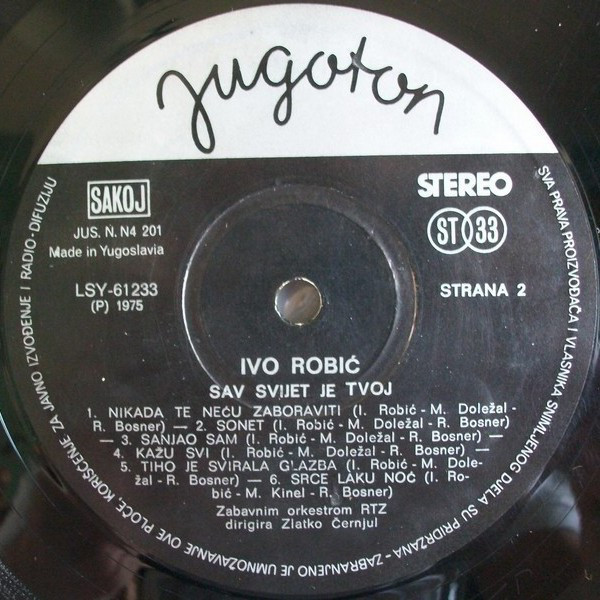 jugoton
SAKOJ
JUS. N. N4 201
Made in Yugoslavia
LSY-61233
(P) 1975
STEREO
ST 33
STRANA 2
IVO ROBIĆ
SAV SVIJET JE TVOJ
1. NIKADA TE NEĆU ZABORAVITI (I. Robić - M. Doležal -
R. Bosner) — 2. SONET (I. Robić - M. Doležal - R. Bosner)
— 3. SANJAO SAM (I. Robić - M. Doležal - R. Bosner) —
4. KAŽU SVI (I. Robić - M. Doležal - R. Bosner) —
5. TIHO JE SVIRALA GLAZBA (I. Robić - M. Dole-
žal - R. Bosner) — 6. SRCE LAKU NOĆ (I. Ro-
bić - M. Kinel - R. Bosner)
Zabavnim orkestrom RTZ
dirigira Zlatko Černjul
SVA PRAVA PROIZVOĐAČA I VLASNIKA SNIMLJENOG DJELA SU PRIDRŽANA - ZABRANJENO JE UMNOŽAVANJE OVE PLOČE, KORIŠĆENJE ZA JAVNO IZVOĐENJE I RADIO-DIFUZIJU